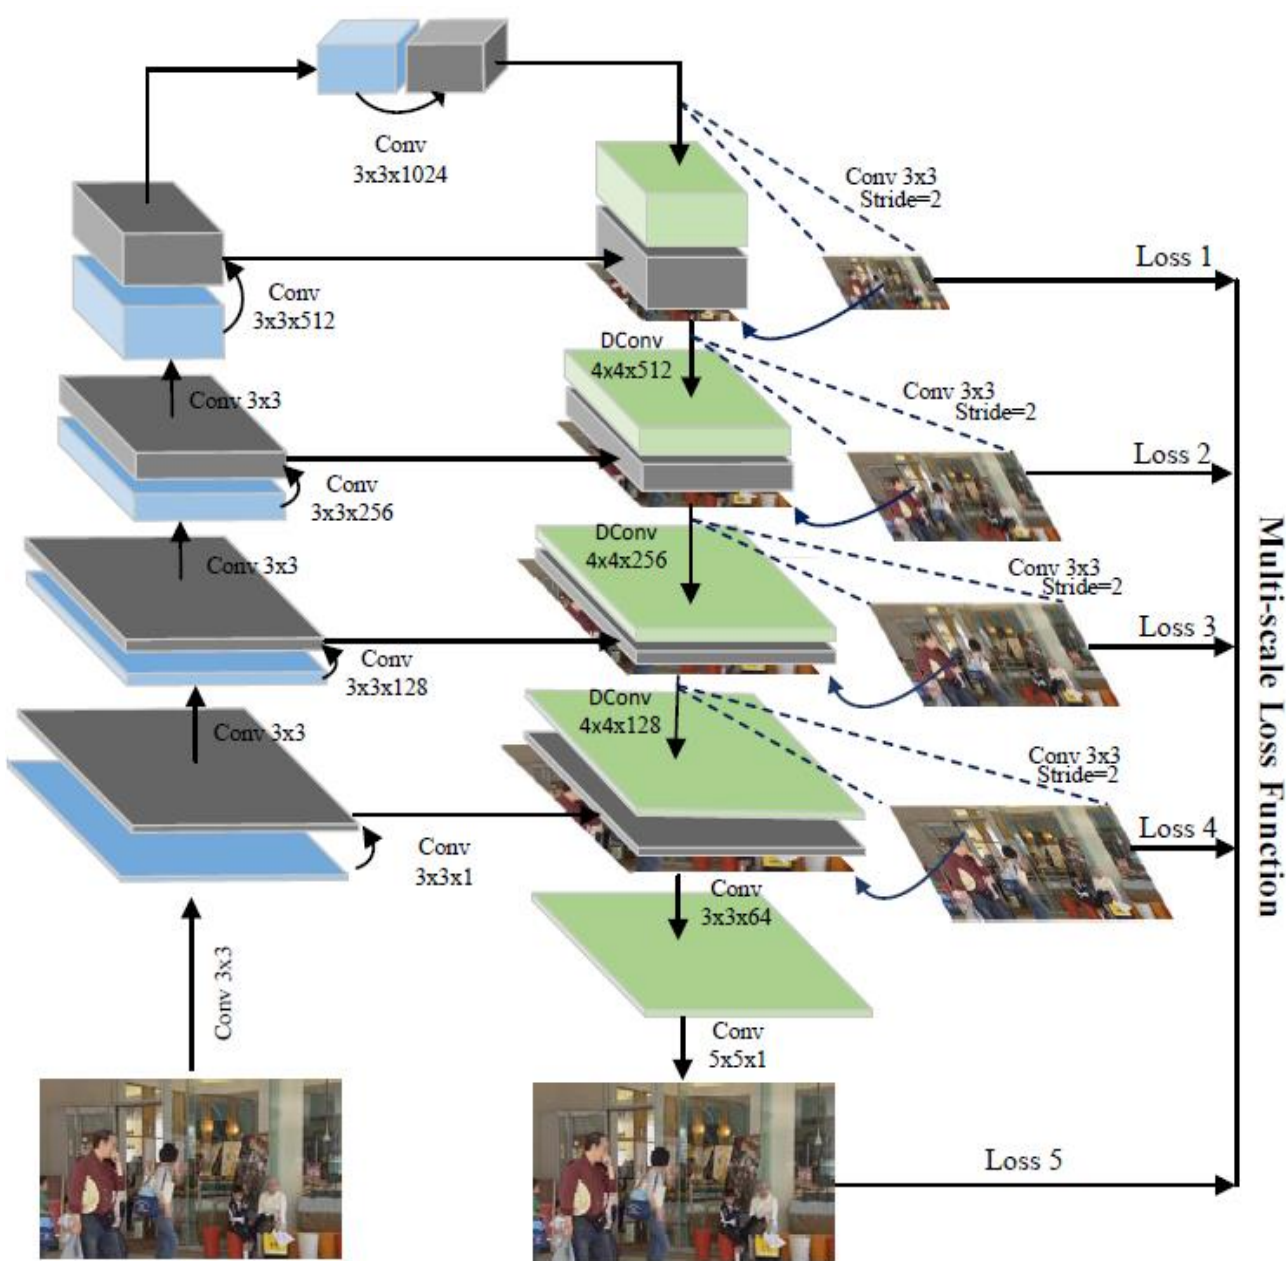 Conv
3x3x1024
Conv 3x3
Stride=2
Loss 1
Conv
3x3x512
DConv
4x4x512
Conv 3x3
Conv 3x3
Stride=2
Loss 2
Conv
3x3x256
DConv
4x4x256
Conv 3x3
Conv 3x3
Stride=2
Loss 3
Conv
3x3x128
DConv
4x4x128
Conv 3x3
Conv 3x3
Stride=2
Loss 4
Conv
3x3x1
Conv
3x3x64
Conv 3x3
Conv
5x5x1
Loss 5
Multi-scale Loss Function